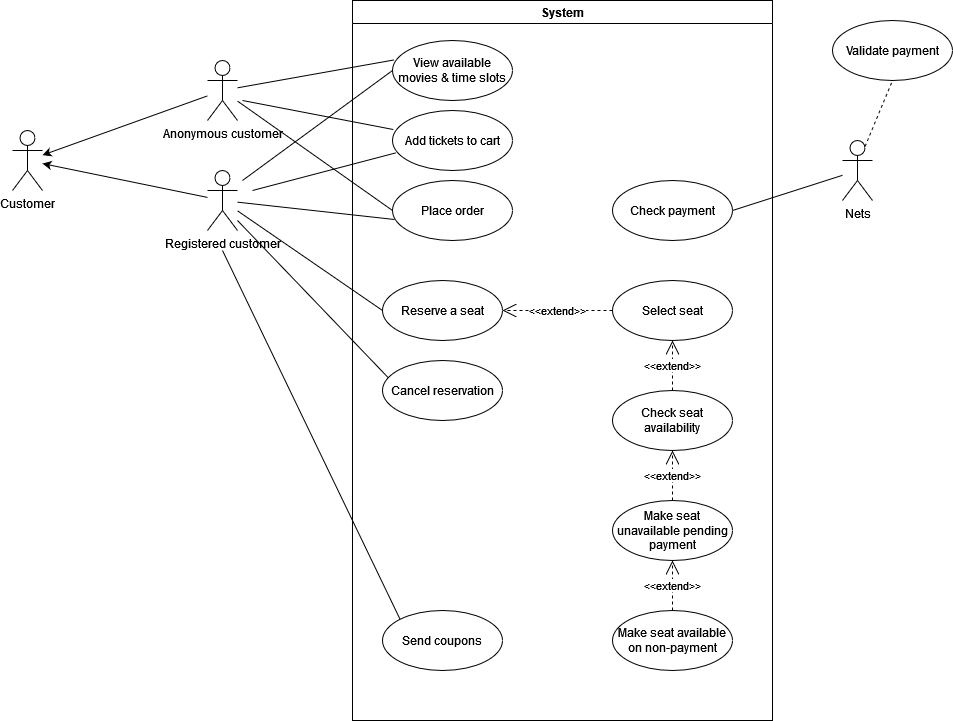 System
View available
movies & time slots
Validate payment
Anonymous customer
Add tickets to cart
Customer
Place order
Check payment
Nets
Registered customer
Reserve a seat
<<extend>>
Select seat
<<extend>>
Cancel reservation
Check seat
availability
<<extend>>
Make seat
unavailable pending
payment
<<extend>>
Send coupons
Make seat available
on non-payment